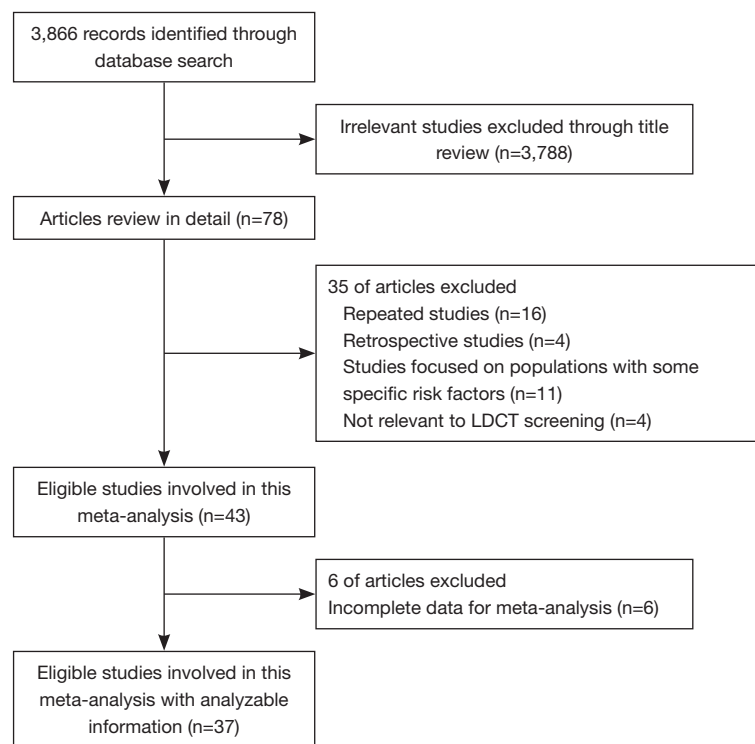 3,866 records identified through
database search
Irrelevant studies excluded through title
review (n=3,788)
Articles review in detail (n=78)
35 of articles excluded
Repeated studies (n=16)
Retrospective studies (n=4)
Studies focused on populations with some
specific risk factors (n=11)
Not relevant to LDCT screening (n=4)
Eligible studies involved in this
meta-analysis (n=43)
6 of articles excluded
Incomplete data for meta-analysis (n=6)
Eligible studies involved in this
meta-analysis with analyzable
information (n=37)